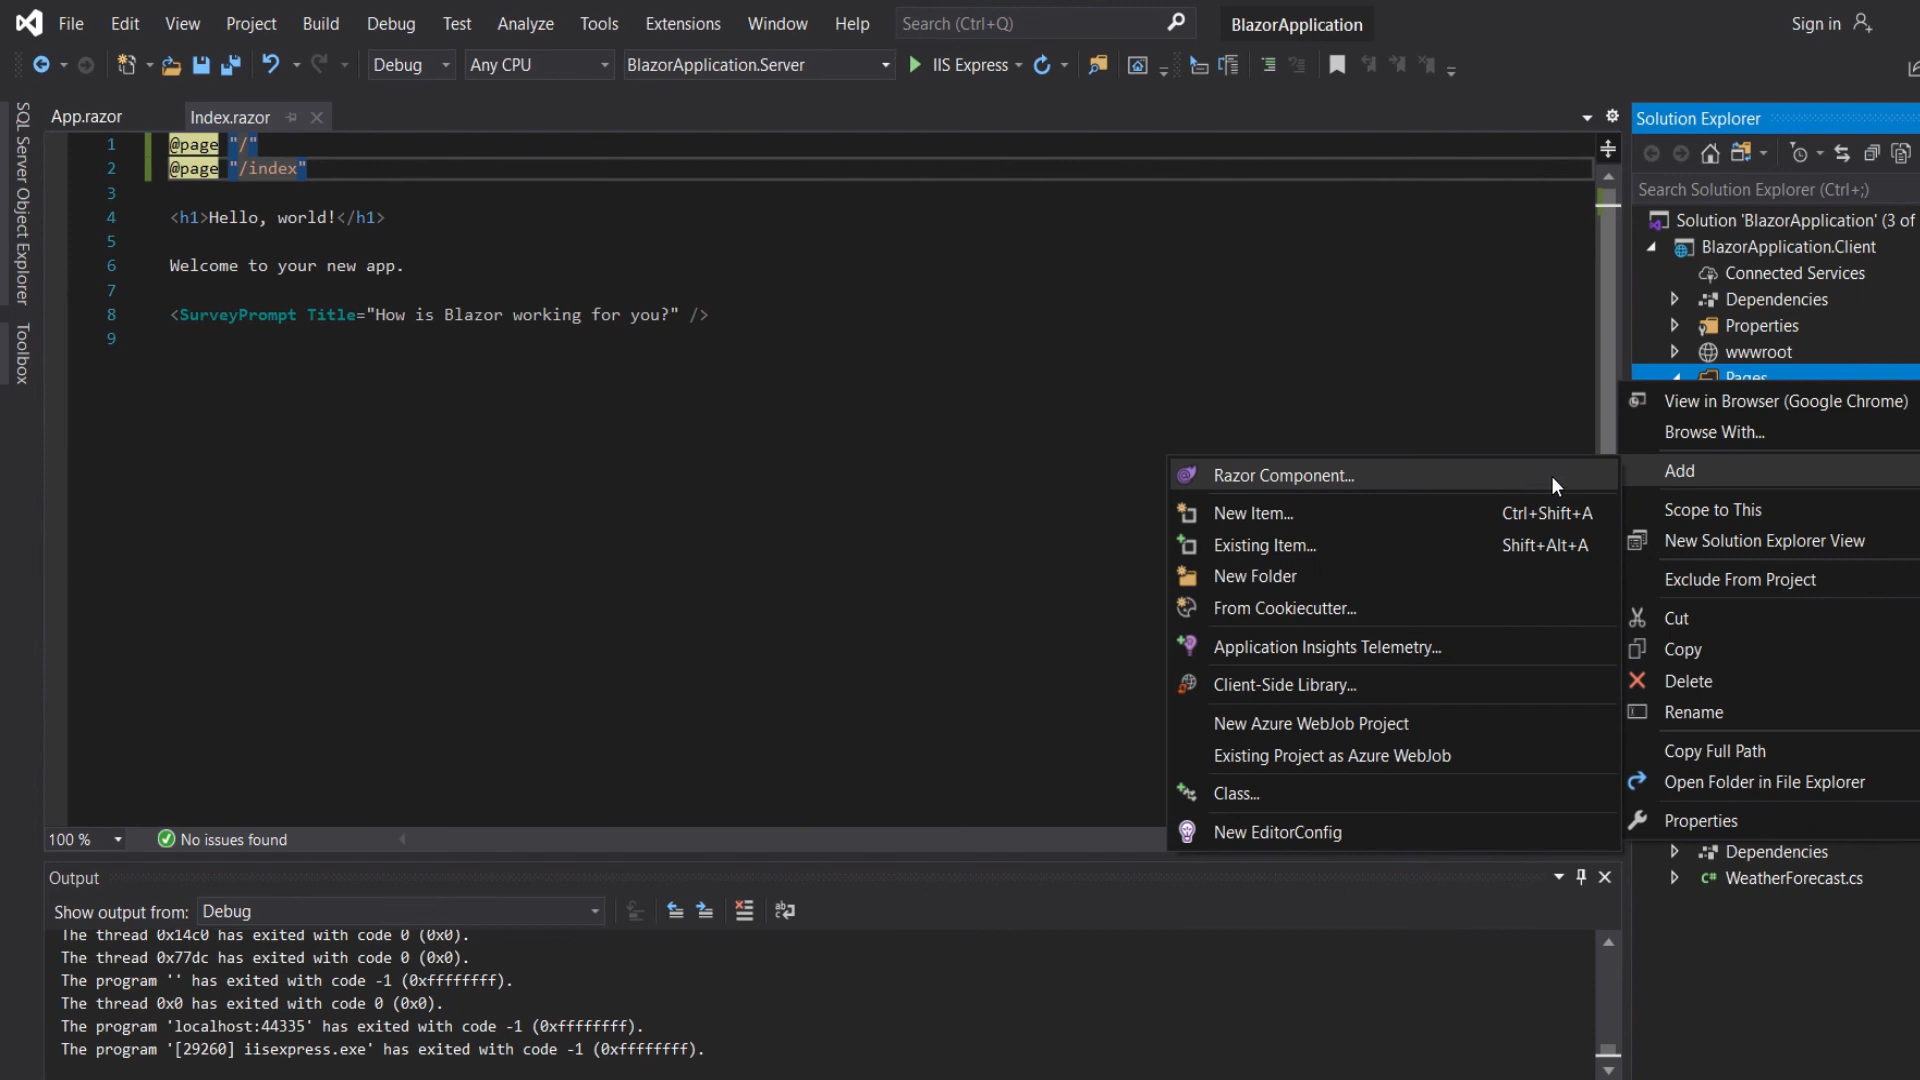 File Edit View Project Build Debug Test Analyze Tools Extensions Window Help Search (Ctrl+Q) BlazorApplication Sign in
Debug Any CPU BlazorApplication.Server IIS Express
SQL Server Object Explorer
Toolbox
App.razor Index.razor
1 @page "/"
2 @page "/index"
3
4 <h1>Hello, world!</h1>
5
6 Welcome to your new app.
7
8 <SurveyPrompt Title="How is Blazor working for you?" />
9
100 % No issues found
Solution Explorer
Search Solution Explorer (Ctrl+;)
Solution 'BlazorApplication' (3 of
BlazorApplication.Client
Connected Services
Dependencies
Properties
wwwroot
Pages
View in Browser (Google Chrome)
Browse With...
Add
Scope to This
New Solution Explorer View
Exclude From Project
Cut
Copy
Delete
Rename
Copy Full Path
Open Folder in File Explorer
Properties
Dependencies
C# WeatherForecast.cs
Razor Component...
New Item... Ctrl+Shift+A
Existing Item... Shift+Alt+A
New Folder
From Cookiecutter...
Application Insights Telemetry...
Client-Side Library...
New Azure WebJob Project
Existing Project as Azure WebJob
Class...
New EditorConfig
Output
Show output from: Debug
The thread 0x14c0 has exited with code 0 (0x0).
The thread 0x77dc has exited with code 0 (0x0).
The program '' has exited with code -1 (0xffffffff).
The thread 0x0 has exited with code 0 (0x0).
The program 'localhost:44335' has exited with code -1 (0xffffffff).
The program '[29260] iisexpress.exe' has exited with code -1 (0xffffffff).